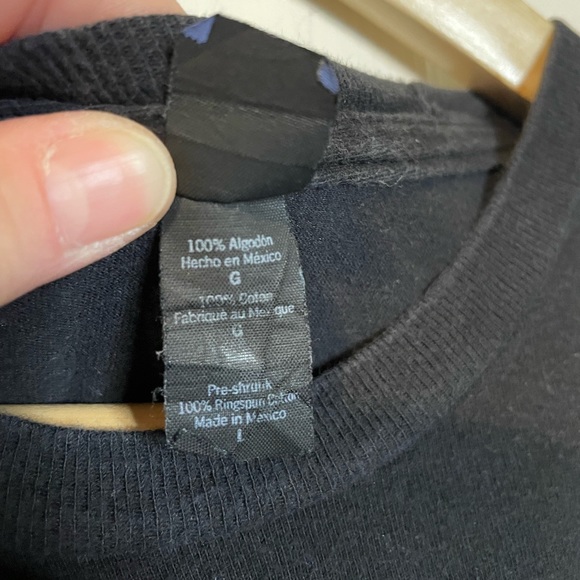 100% Algodón
Hecho en México
G
100% Coton
Fabriqué au Mexique
G
Pre-shrunk
100% Ringspun Cotton
Made in Mexico
L